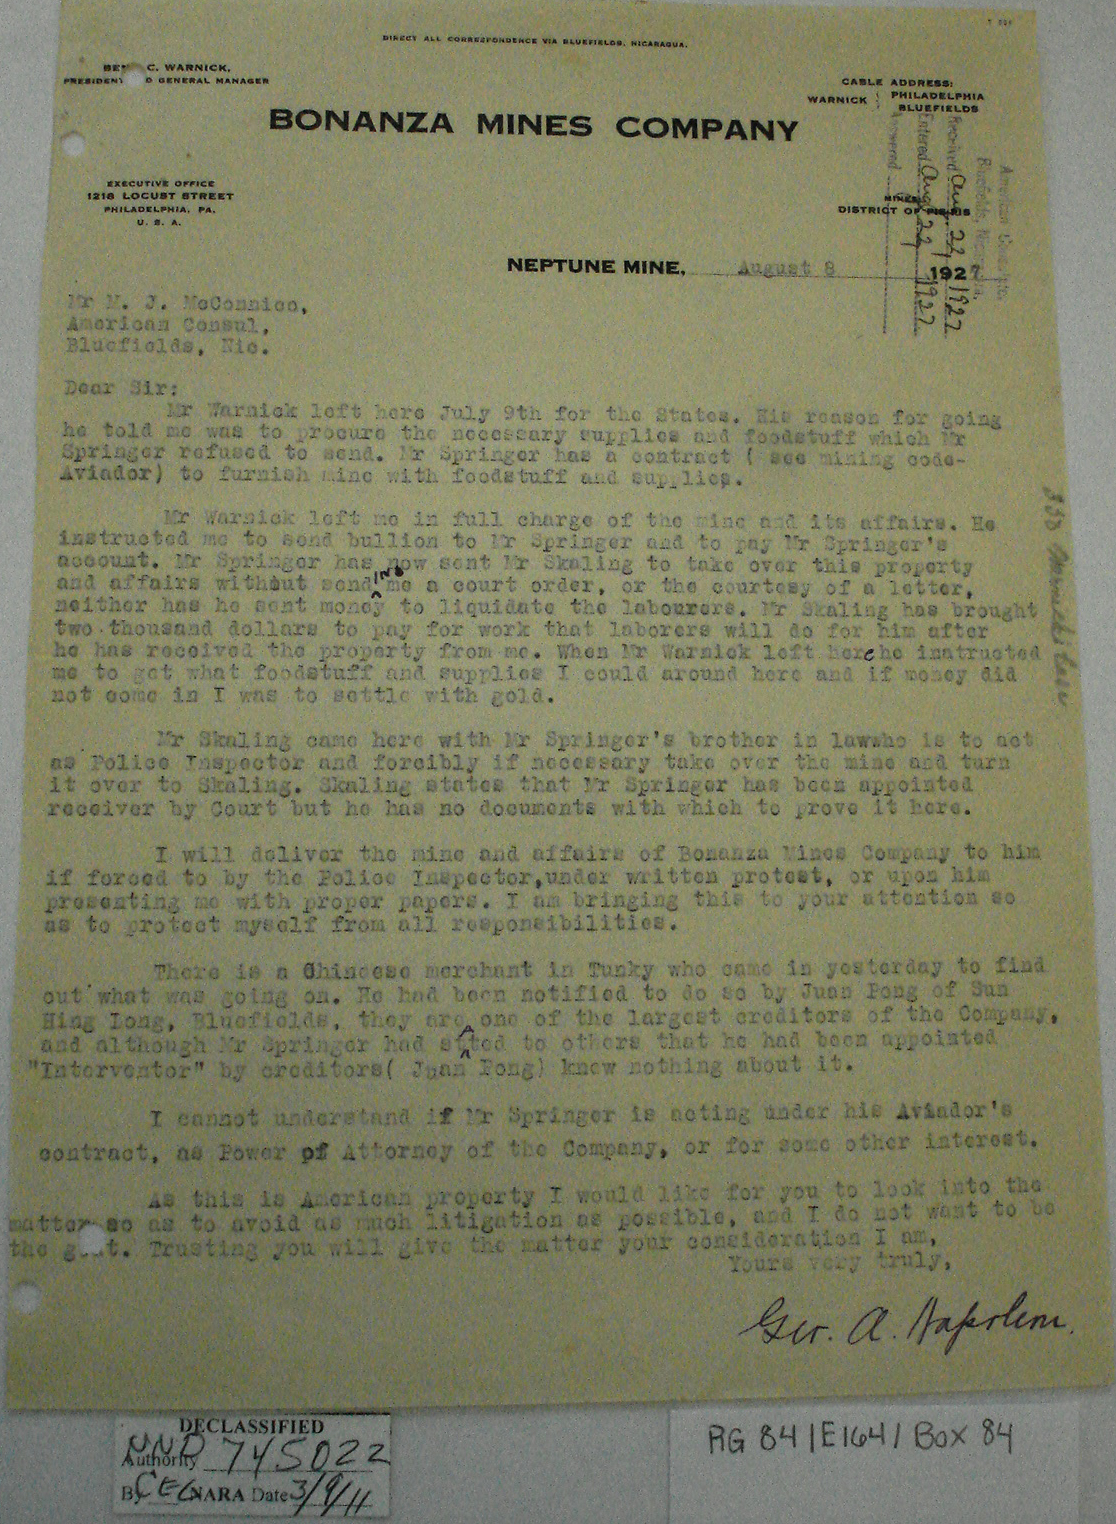 DIRECT ALL CORRESPONDENCE VIA BLUEFIELDS, NICARAGUA.
C. WARNICK,
PRESIDENT GENERAL MANAGER
CABLE ADDRESS:
WARNICK PHILADELPHIA
BLUEFIELDS
BONANZA MINES COMPANY
EXECUTIVE OFFICE
1218 LOCUST STREET
PHILADELPHIA, PA.
U. S. A.
MINES
DISTRICT OF
American Consulate,
Bluefields, Nicaragua.
Received Aug 22/1927
Entered Aug 22/1927
Answered
NEPTUNE MINE, August 8 1927
Mr M. J. McConnico,
American Consul,
Bluefields, Nic.
Dear Sir:
Mr Warnick left here July 9th for the States. His reason for going
he told me was to procure the necessary supplies and foodstuff which Mr
Springer refused to send. Mr Springer has a contract ( see mining code-
Aviador) to furnish mine with foodstuff and supplies.
Mr Warnick left me in full charge of the mine and its affairs. He
instructed me to send bullion to Mr Springer and to pay Mr Springer's
account. Mr Springer has now sent Mr Skaling to take over this property
and affairs without sending me a court order, or the courtesy of a letter,
neither has he sent money to liquidate the labourers. Mr Skaling has brought
two thousand dollars to pay for work that laborers will do for him after
he has received the property from me. When Mr Warnick left here he instructed
me to get what foodstuff and supplies I could around here and if money did
not come in I was to settle with gold.
Mr Skaling came here with Mr Springer's brother in lawwho is to act
as Police Inspector and forcibly if necessary take over the mine and turn
it over to Skaling. Skaling states that Mr Springer has been appointed
receiver by Court but he has no documents with which to prove it here.
I will deliver the mine and affairs of Bonanza Mines Company to him
if forced to by the Police Inspector,under written protest, or upon him
presenting me with proper papers. I am bringing this to your attention so
as to protect myself from all responsibilities.
There is a Chineese merchant in Tunky who came in yesterday to find
out what was going on. He had been notified to do so by Juan Pong of Sun
Hing Long, Bluefields, they are one of the largest creditors of the Company,
and although Mr Springer had stted to others that he had been appointed
"Interventor" by creditors( Juan Pong) knew nothing about it.
I cannot understand if Mr Springer is acting under his Aviador's
contract, as Power of Attorney of the Company, or for some other interest.
As this is American property I would like for you to look into the
matter so as to avoid as much litigation as possible, and I do not want to be
the g at. Trusting you will give the matter your consideration I am,
Yours very truly,
Geo. A. Napoleon.
DECLASSIFIED
Authority NND 745022
By CEG NARA Date 3/9/11
RG 84/E164/Box 84